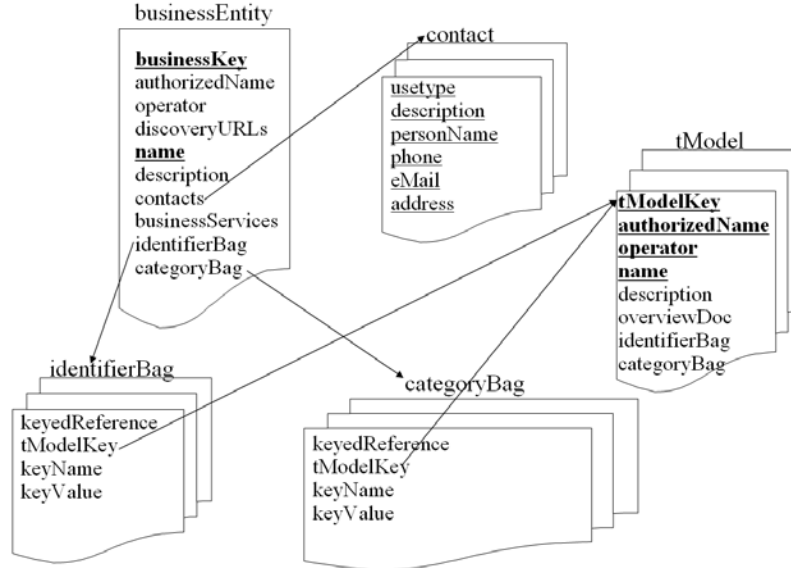 businessEntity
businessKey
authorizedName
operator
discoveryURLs
name
description
contacts
businessServices
identifierBag
categoryBag
contact
usetype
description
personName
phone
eMail
address
tModel
tModelKey
authorizedName
operator
name
description
overviewDoc
identifierBag
categoryBag
identifierBag
keyedReference
tModelKey
keyName
keyValue
categoryBag
keyedReference
tModelKey
keyName
keyValue